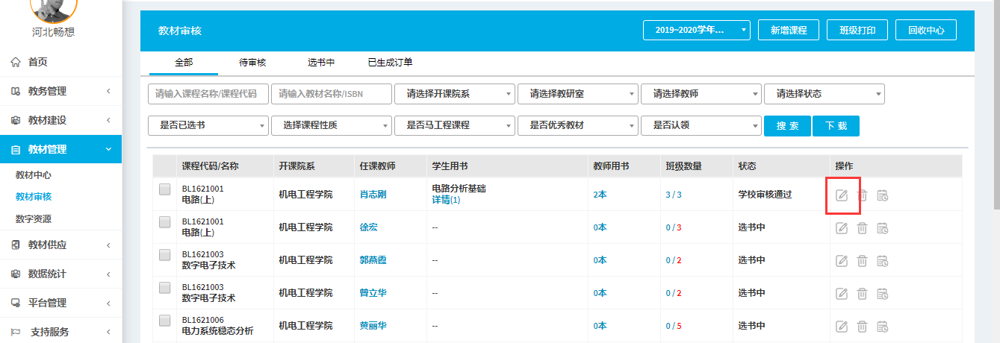 河北畅想
首页
教务管理
教材建设
教材管理
教材中心
教材审核
数字资源
教材供应
数据统计
平台管理
支持服务
教材审核
2019~2020学年...
新增课程
班级打印
回收中心
全部 待审核 选书中 已生成订单
请输入课程名称/课程代码 请输入教材名称/ISBN 请选择开课院系 请选择教研室 请选择教师 请选择状态
是否已选书 选择课程性质 是否马工程课程 是否优秀教材 是否认领 搜 索 下 载
课程代码/名称 开课院系 任课教师 学生用书 教师用书 班级数量 状态 操作
BL1621001
电路(上)
机电工程学院 肖志刚
电路分析基础
详情(1)
2本 3 / 3 学校审核通过
BL1621001
电路(上)
机电工程学院 徐宏 -- 0本 0 / 3 选书中
BL1621003
数字电子技术
机电工程学院 郭燕霞 -- 0本 0 / 2 选书中
BL1621003
数字电子技术
机电工程学院 曾立华 -- 0本 0 / 2 选书中
BL1621006
电力系统稳态分析
机电工程学院 黄丽华 -- 0本 0 / 5 选书中